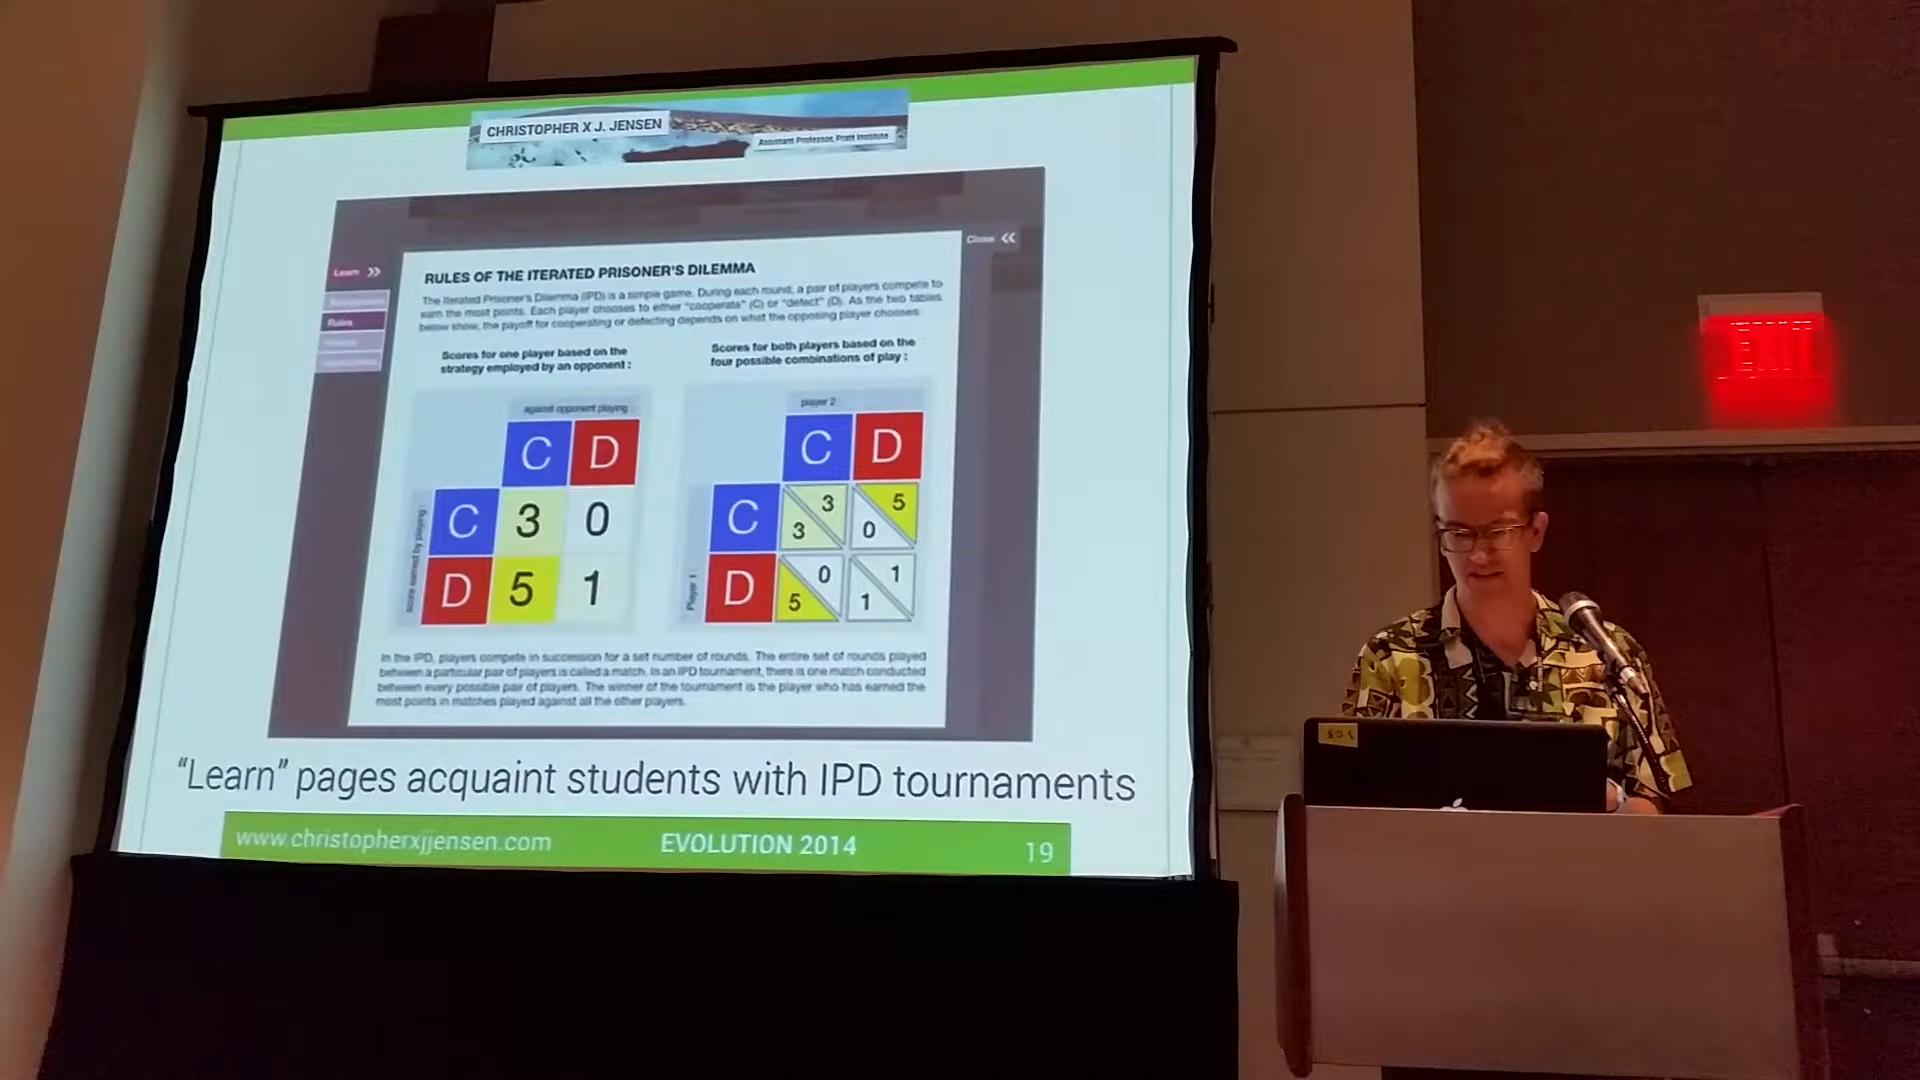 CHRISTOPHER X J. JENSEN
Assistant Professor, Pratt Institute
Learn
Close
Rules
RULES OF THE ITERATED PRISONER'S DILEMMA
The Iterated Prisoner's Dilemma (IPD) is a simple game. During each round, a pair of players compete to
earn the most points. Each player chooses to either "cooperate" (C) or "defect" (D). As the two tables
below show, the payoff for cooperating or defecting depends on what the opposing player chooses:
Scores for one player based on the
strategy employed by an opponent :
against opponent playing
C D
score earned by playing
C 3 0
D 5 1
Scores for both players based on the
four possible combinations of play :
player 2
C D
Player 1
C 3 3 0 5
D 5 0 1 1
In the IPD, players compete in succession for a set number of rounds. The entire set of rounds played
between a particular pair of players is called a match. In an IPD tournament, there is one match conducted
between every possible pair of players. The winner of the tournament is the player who has earned the
most points in matches played against all the other players.
"Learn" pages acquaint students with IPD tournaments
www.christopherxjjensen.com
EVOLUTION 2014
19
EXIT